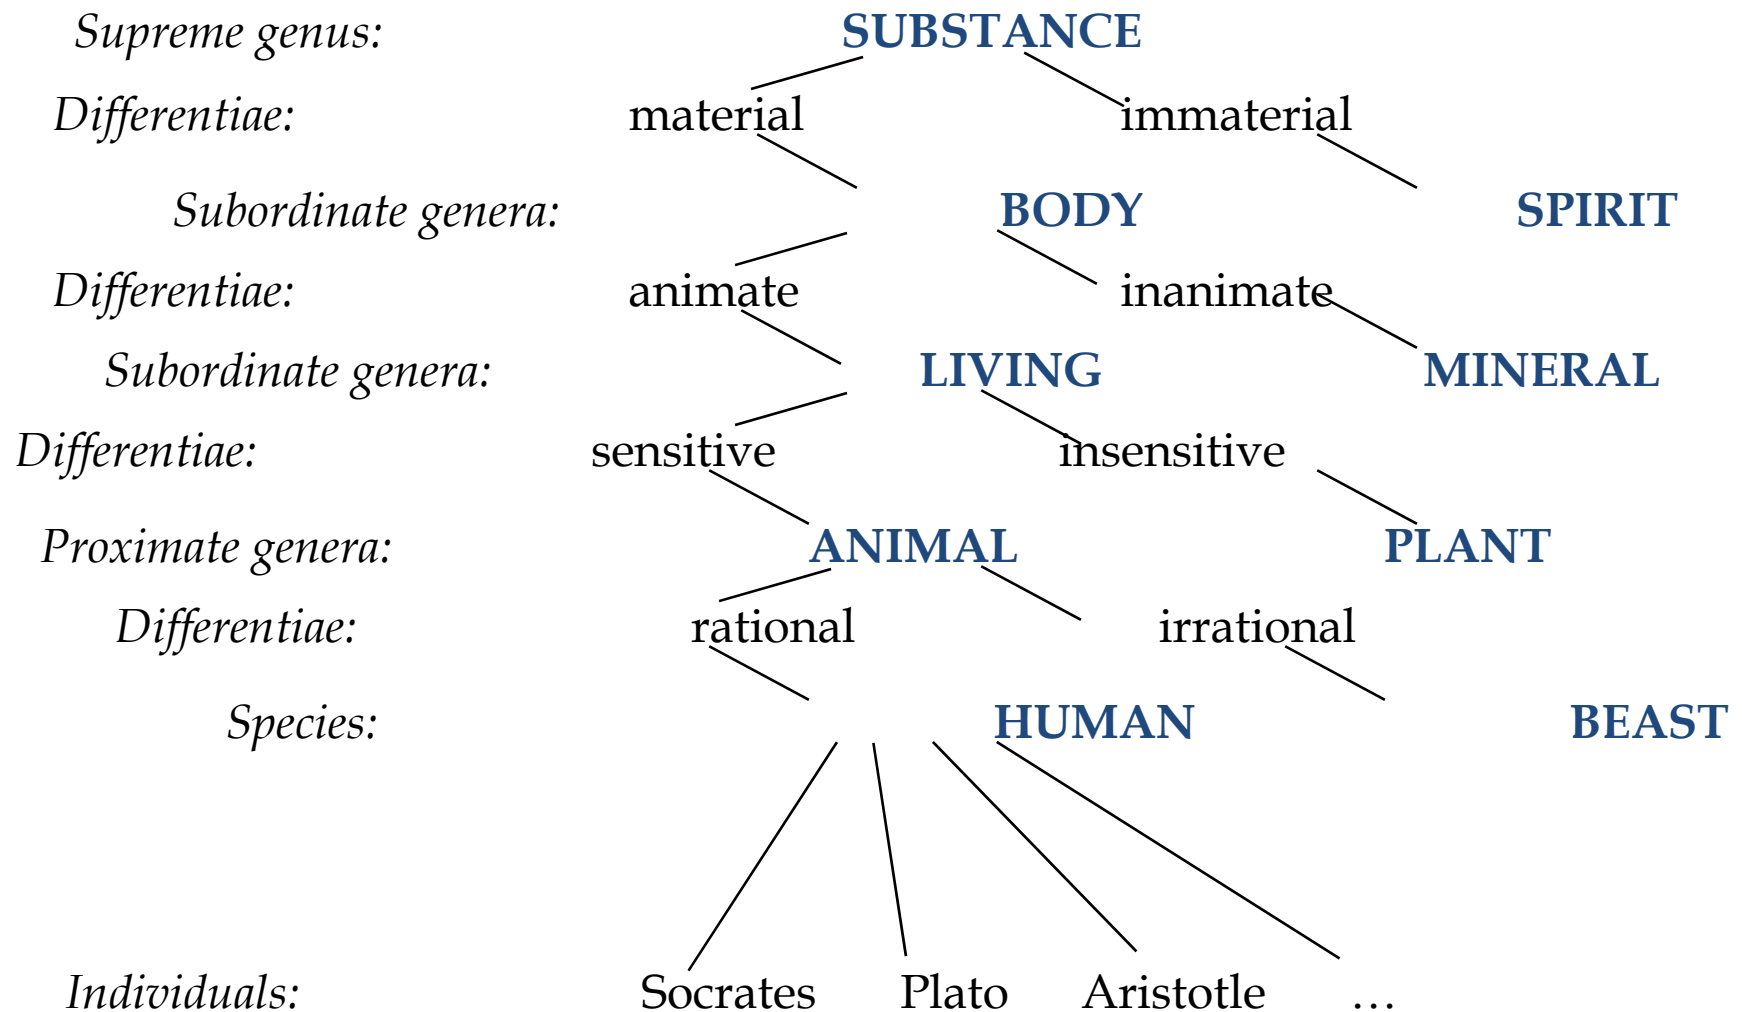 Supreme genus: SUBSTANCE
Differentiae: material immaterial
Subordinate genera: BODY SPIRIT
Differentiae: animate inanimate
Subordinate genera: LIVING MINERAL
Differentiae: sensitive insensitive
Proximate genera: ANIMAL PLANT
Differentiae: rational irrational
Species: HUMAN BEAST
Individuals: Socrates Plato Aristotle …